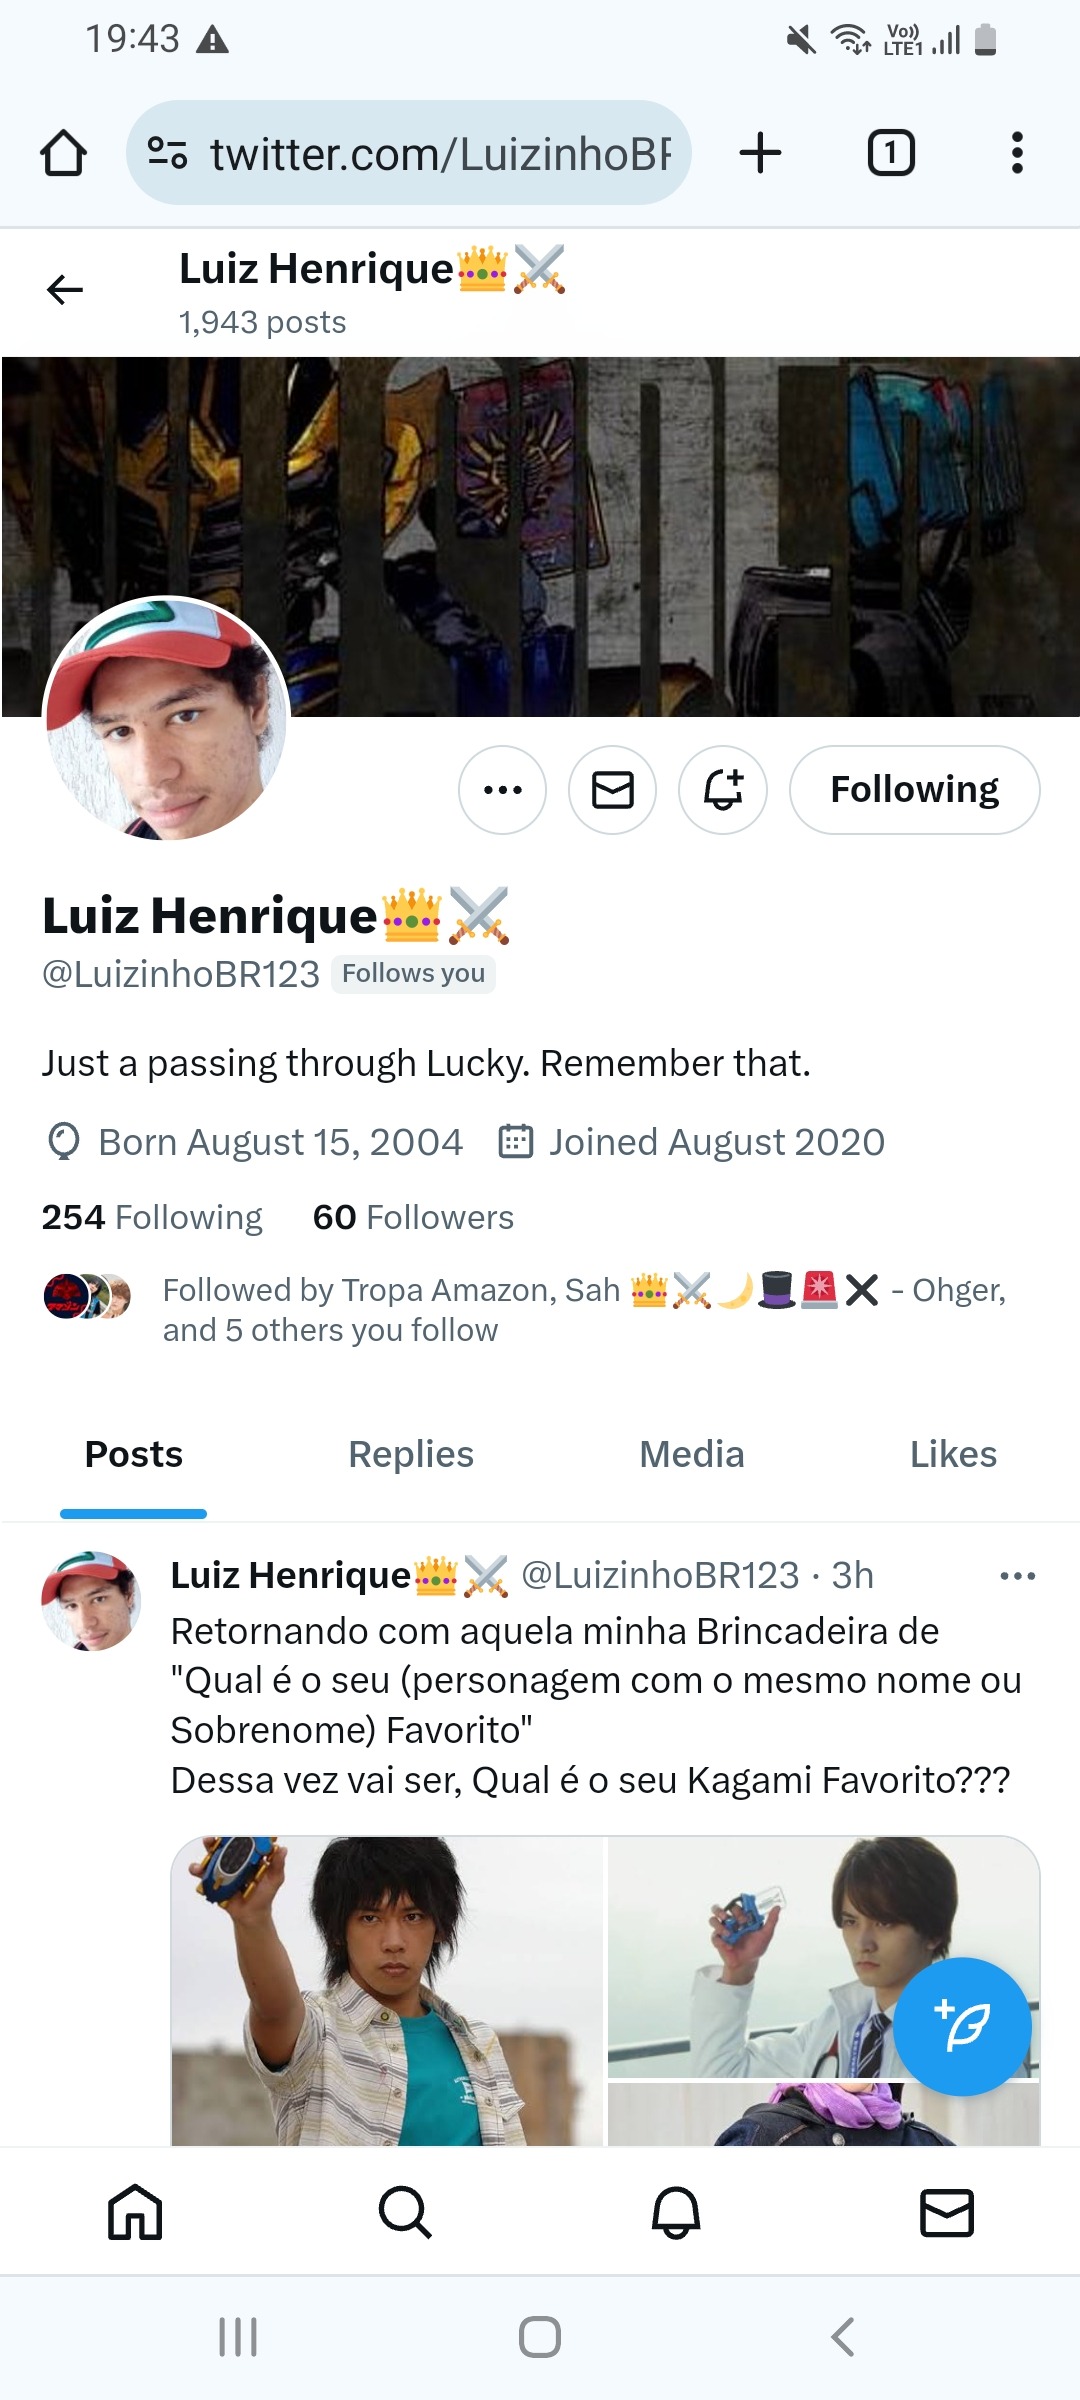 19:43
Vo)) LTE1
twitter.com/LuizinhoBR
1
Luiz Henrique👑⚔️
1,943 posts
Following
Luiz Henrique👑⚔️
@LuizinhoBR123 Follows you
Just a passing through Lucky. Remember that.
Born August 15, 2004 Joined August 2020
254 Following 60 Followers
Followed by Tropa Amazon, Sah 👑⚔️🌙🎩🚨❌ - Ohger,
and 5 others you follow
Posts Replies Media Likes
Luiz Henrique👑⚔️ @LuizinhoBR123 · 3h
Retornando com aquela minha Brincadeira de
"Qual é o seu (personagem com o mesmo nome ou
Sobrenome) Favorito"
Dessa vez vai ser, Qual é o seu Kagami Favorito???